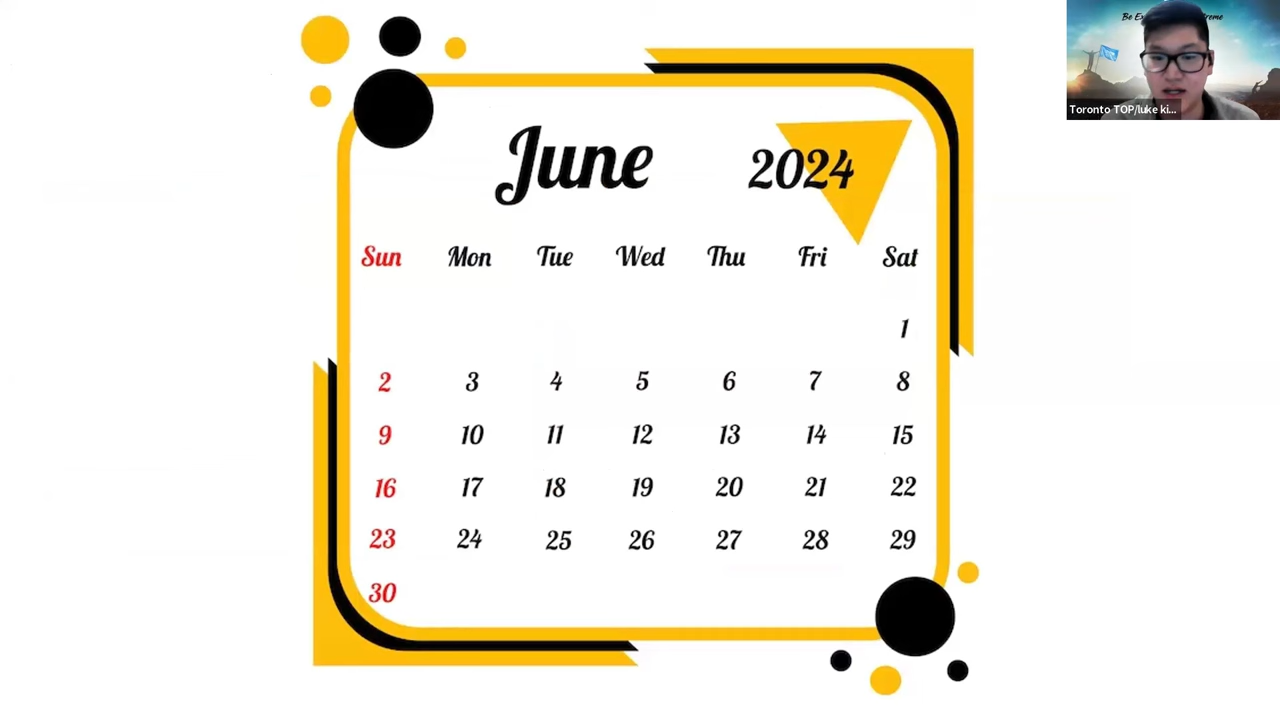 June 2024
Sun Mon Tue Wed Thu Fri Sat
1
2 3 4 5 6 7 8
9 10 11 12 13 14 15
16 17 18 19 20 21 22
23 24 25 26 27 28 29
30
Be
Toronto TOP/luke ki...